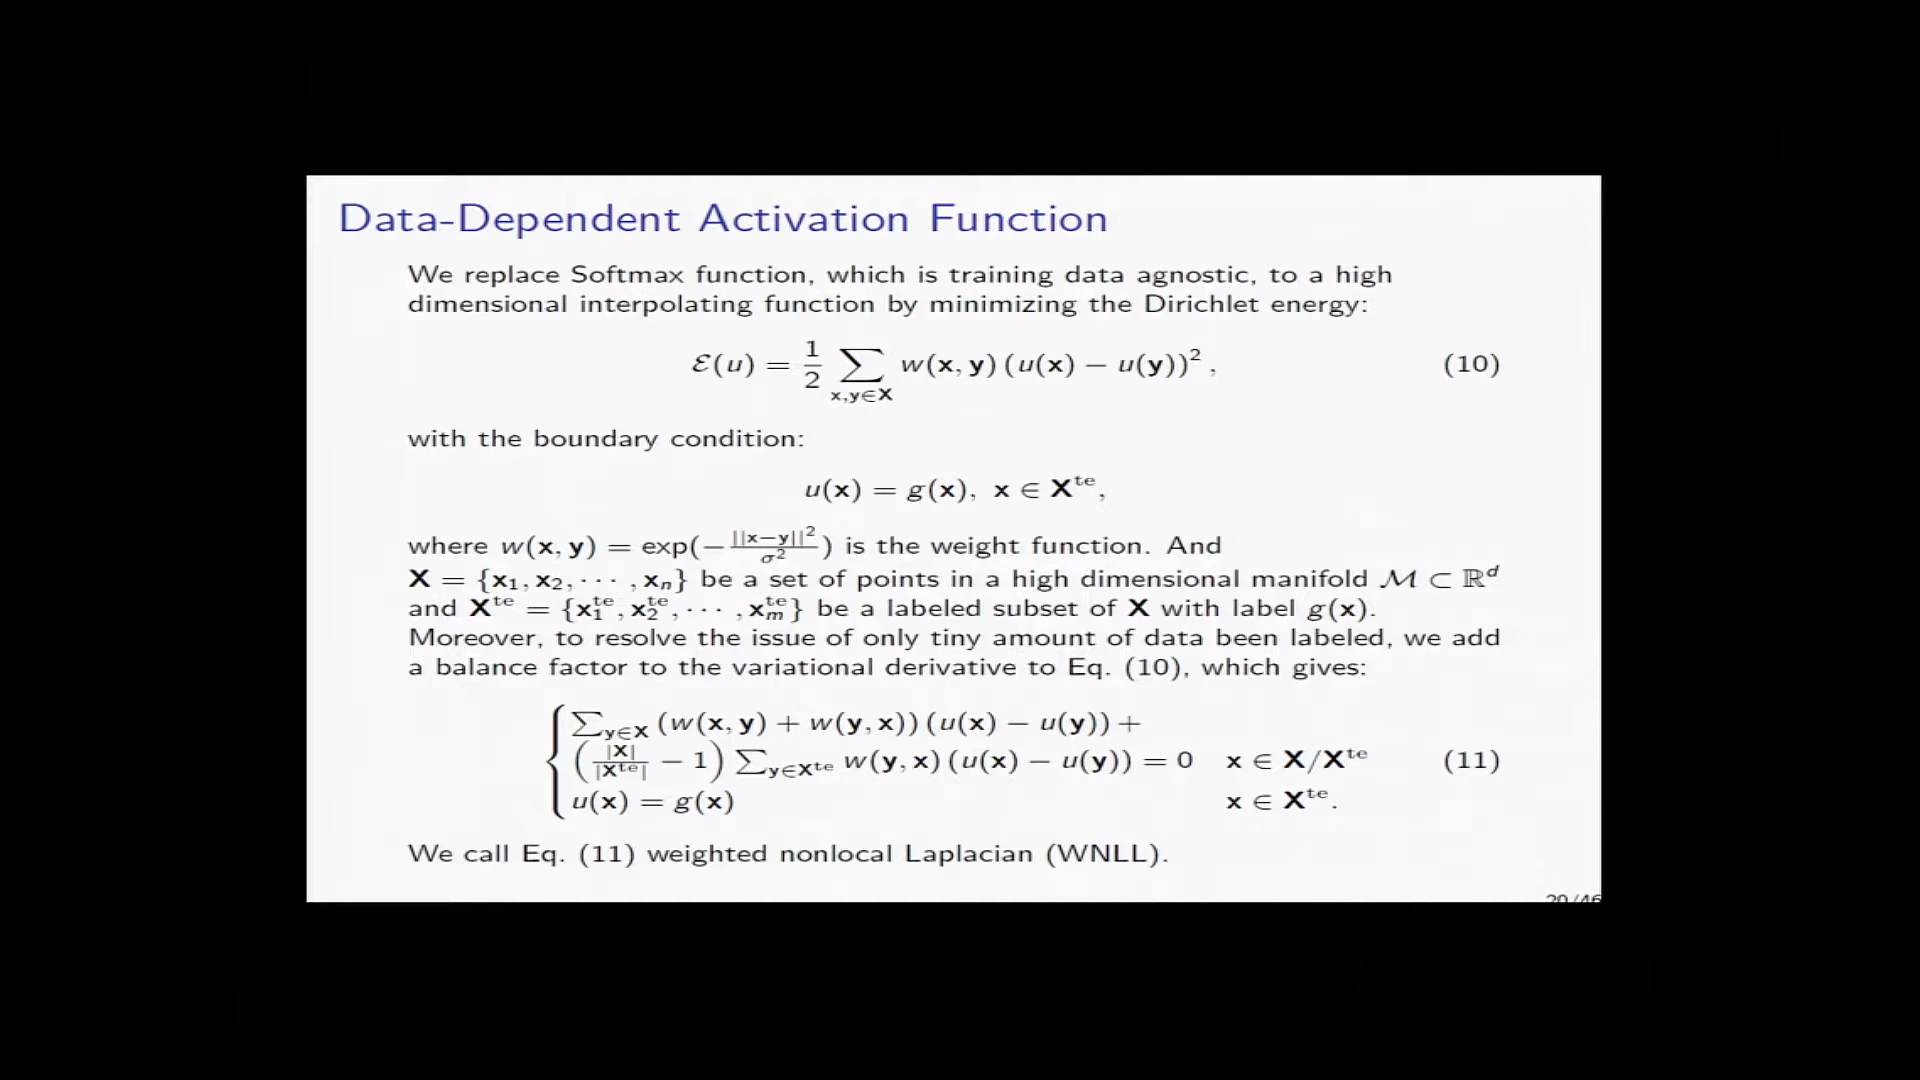 Data-Dependent Activation Function
We replace Softmax function, which is training data agnostic, to a high
dimensional interpolating function by minimizing the Dirichlet energy:
ℰ(u) = 1/2 ∑_{x,y∈X} w(x, y) (u(x) − u(y))², (10)
with the boundary condition:
u(x) = g(x), x ∈ X^te,
where w(x, y) = exp(−||x−y||²/σ²) is the weight function. And
X = {x₁, x₂, ⋯ , xₙ} be a set of points in a high dimensional manifold ℳ ⊂ ℝ^d
and X^te = {x₁^te, x₂^te, ⋯ , x_m^te} be a labeled subset of X with label g(x).
Moreover, to resolve the issue of only tiny amount of data been labeled, we add
a balance factor to the variational derivative to Eq. (10), which gives:
{ ∑_{y∈X} (w(x, y) + w(y, x)) (u(x) − u(y)) +
(|X|/|X^te| − 1) ∑_{y∈X^te} w(y, x) (u(x) − u(y)) = 0 x ∈ X/X^te (11)
u(x) = g(x) x ∈ X^te.
We call Eq. (11) weighted nonlocal Laplacian (WNLL).
20/46